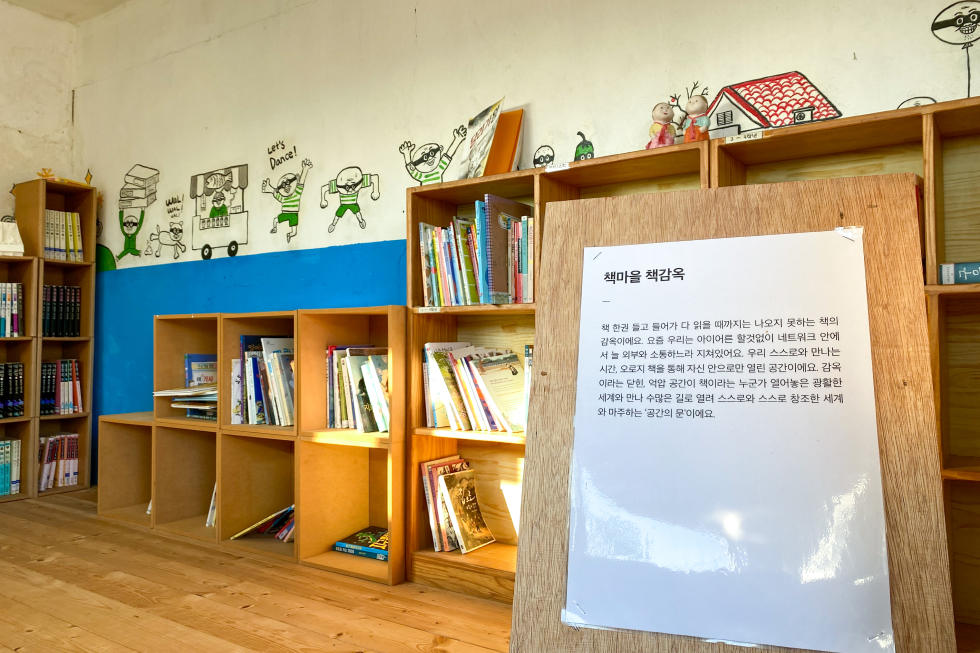 Let's
Dance!
Wal!
Wal Wal
책마을 책감옥
책 한권 들고 들어가 다 읽을 때까지는 나오지 못하는 책의
감옥이에요. 요즘 우리는 아이어른 할것없이 네트워크 안에
서 늘 외부와 소통하느라 지쳐있어요. 우리 스스로와 만나는
시간, 오로지 책을 통해 자신 안으로만 열린 공간이에요. 감옥
이라는 닫힌, 억압 공간이 책이라는 누군가 열어놓은 광활한
세계와 만나 수많은 길로 열려 스스로와 스스로 창조한 세계
와 마주하는 '공간의 문'이에요.